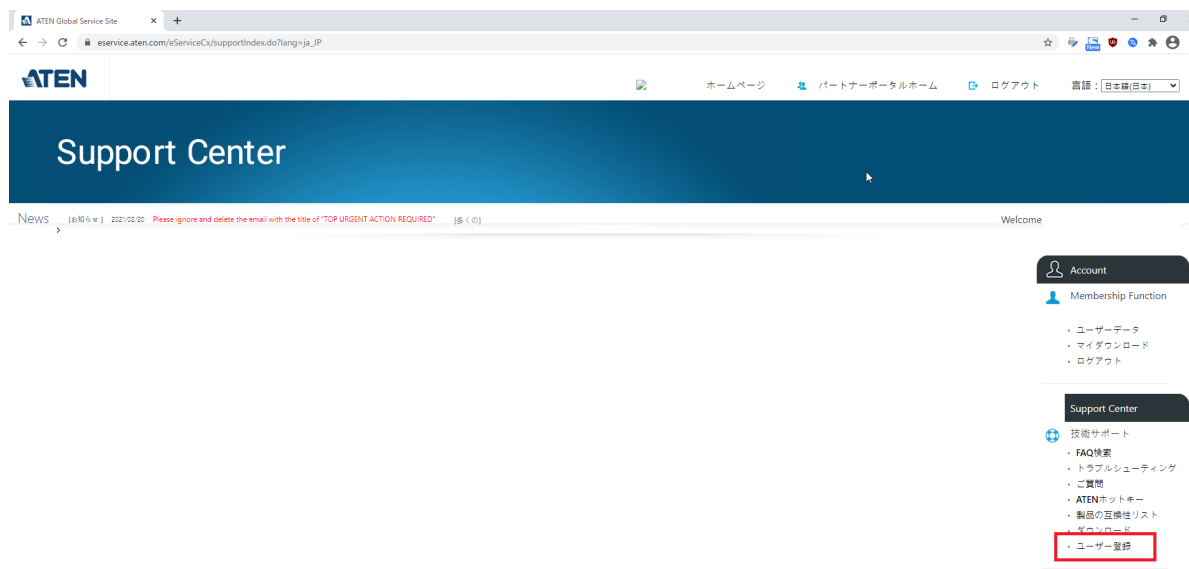 ATEN Global Service Site
eservice.aten.com/eServiceCx/supportIndex.do?lang=ja_JP
New
ATEN
ホームページ パートナーポータルホーム ログアウト 言語：日本語(日本)
Support Center
News [お知らせ] 2021/02/20 Please ignore and delete the email with the title of "TOP URGENT ACTION REQUIRED" [多くの] Welcome
Account
Membership Function
・ユーザーデータ
・マイダウンロード
・ログアウト
Support Center
技術サポート
・FAQ検索
・トラブルシューティング
・ご質問
・ATENホットキー
・製品の互換性リスト
・ダウンロード
・ユーザー登録